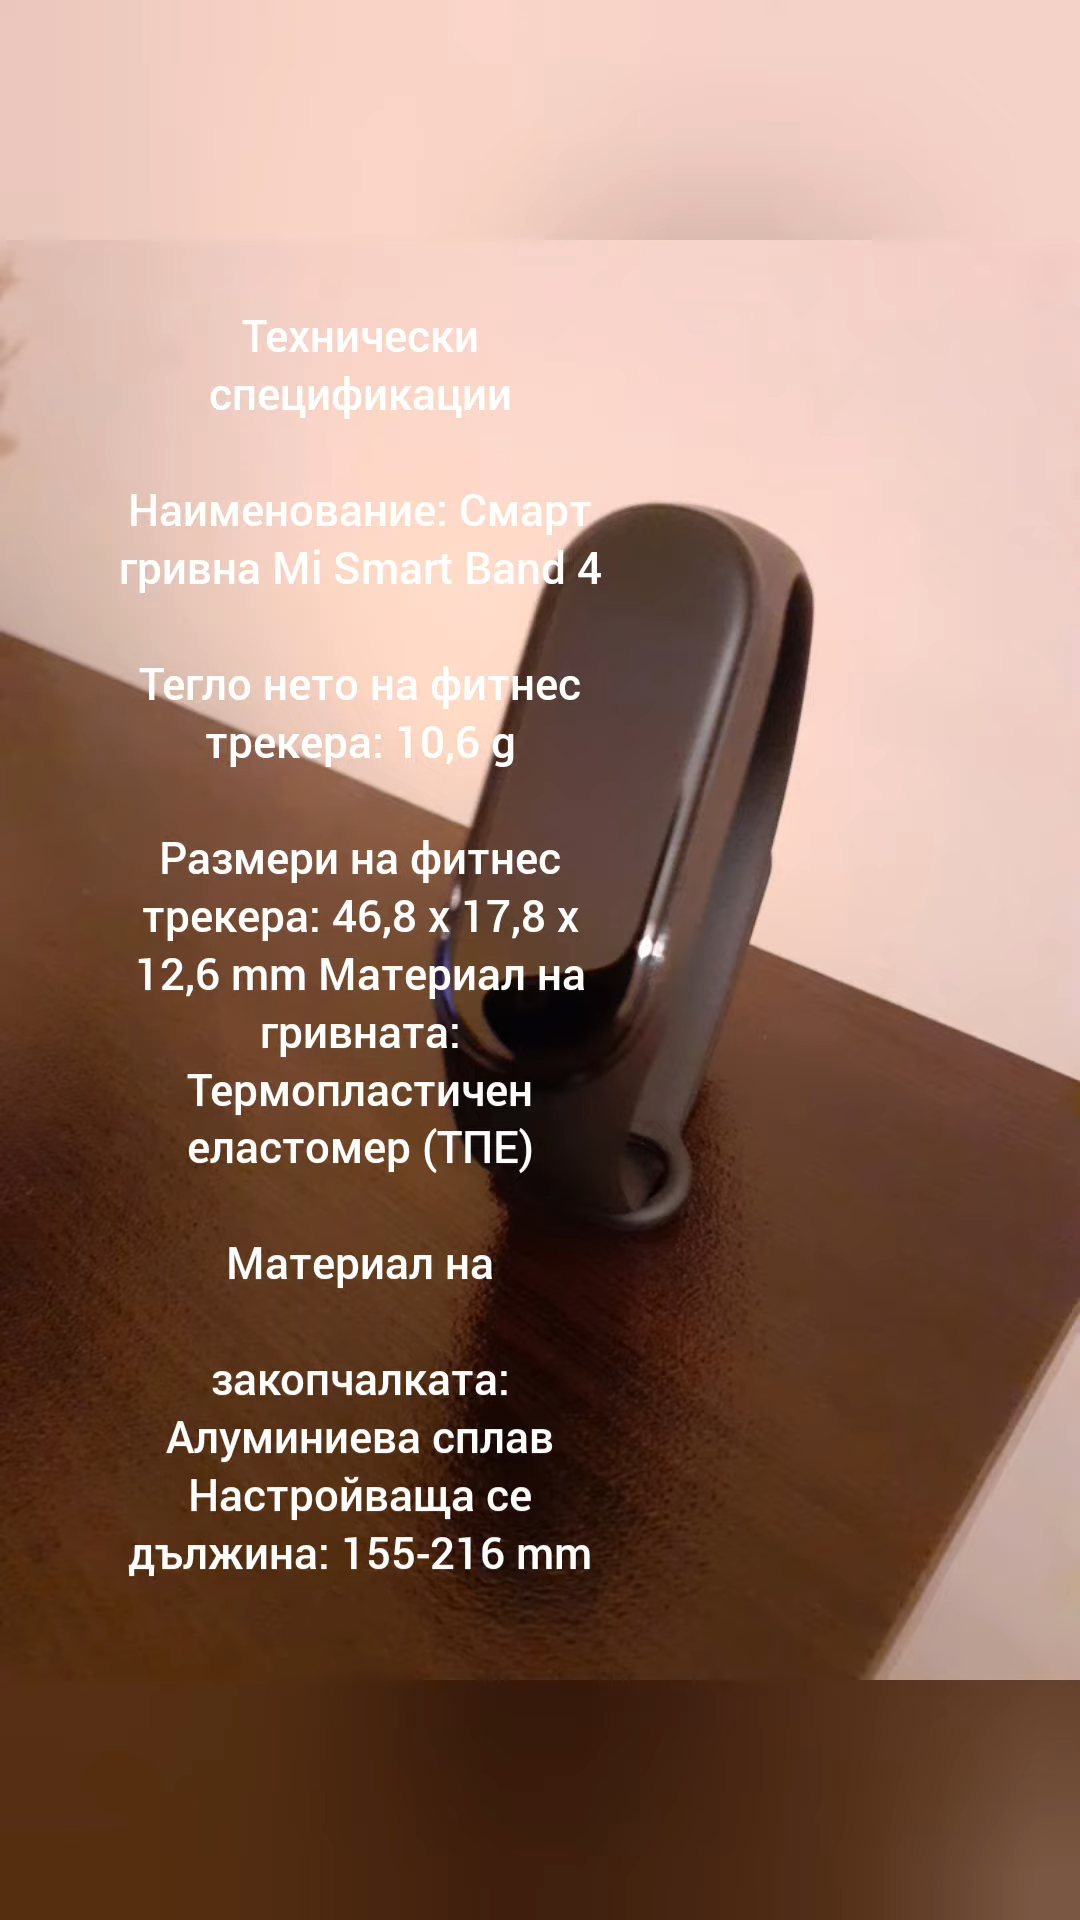 Технически
спецификации
Наименование: Смарт
гривна Mi Smart Band 4
Тегло нето на фитнес
трекера: 10,6 g
Размери на фитнес
трекера: 46,8 x 17,8 x
12,6 mm Материал на
гривната:
Термопластичен
еластомер (ТПЕ)
Материал на
закопчалката:
Алуминиева сплав
Настройваща се
дължина: 155-216 mm